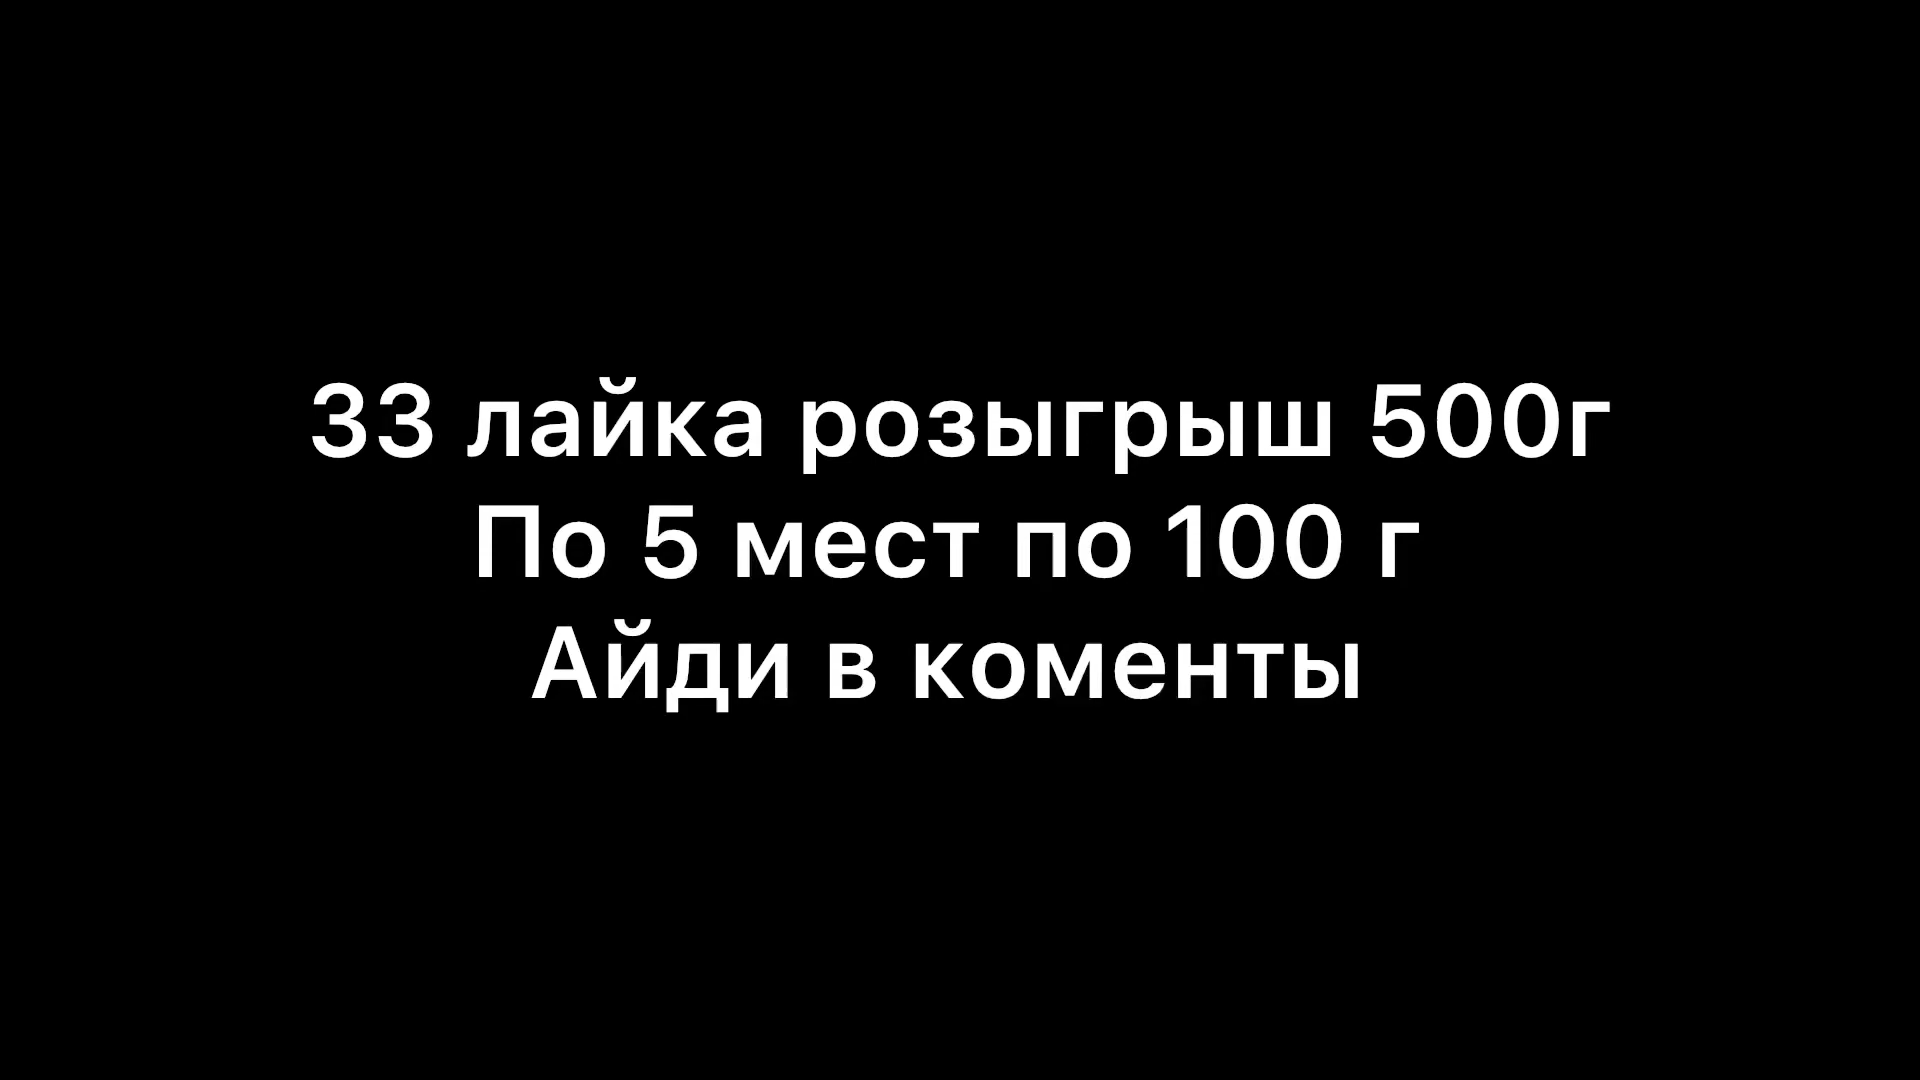 33 лайка розыгрыш 500г
По 5 мест по 100 г
Айди в коменты